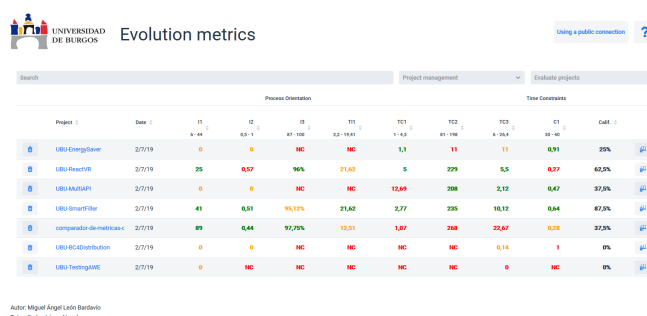 UNIVERSIDAD
DE BURGOS
Evolution metrics
Using a public connection ?
Search Project management Evaluate projects
Process Orientation Time Constraints
Project Date I1 I2 I3 TI1 TC1 TC2 TC3 C1 Calif.
6 - 44 0,5 - 1 87 - 100 2,2 - 19,41 1 - 4,3 81 - 198 6 - 26,4 30 - 40
UBU-EnergySaver 2/7/19 0 0 NC NC 1,1 11 11 0,91 25%
UBU-ReactVR 2/7/19 25 0,57 96% 21,62 5 229 5,5 0,27 62,5%
UBU-MultiAPI 2/7/19 0 0 NC NC 12,69 208 2,12 0,47 37,5%
UBU-SmartFiller 2/7/19 41 0,51 95,12% 21,62 2,77 235 10,12 0,64 87,5%
comparador-de-metricas-c 2/7/19 89 0,44 97,75% 12,51 1,07 268 22,67 0,28 37,5%
UBU-BC4Distribution 2/7/19 0 0 NC NC NC NC 0,14 1 0%
UBU-TestingAWE 2/7/19 0 NC NC NC NC NC 0 NC 0%
Autor: Miguel Ángel León Bardavío